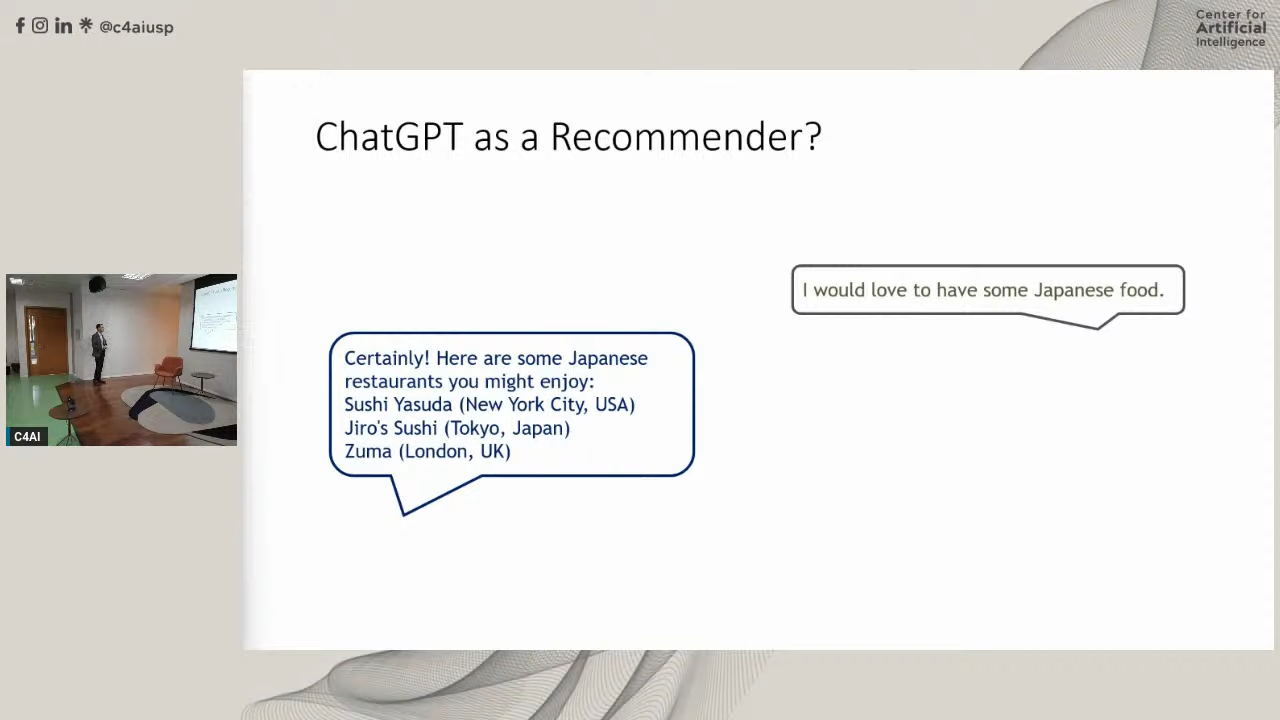 @c4aiusp
Center for
Artificial
Intelligence
ChatGPT as a Recommender?
I would love to have some Japanese food.
Certainly! Here are some Japanese
restaurants you might enjoy:
Sushi Yasuda (New York City, USA)
Jiro's Sushi (Tokyo, Japan)
Zuma (London, UK)
C4AI